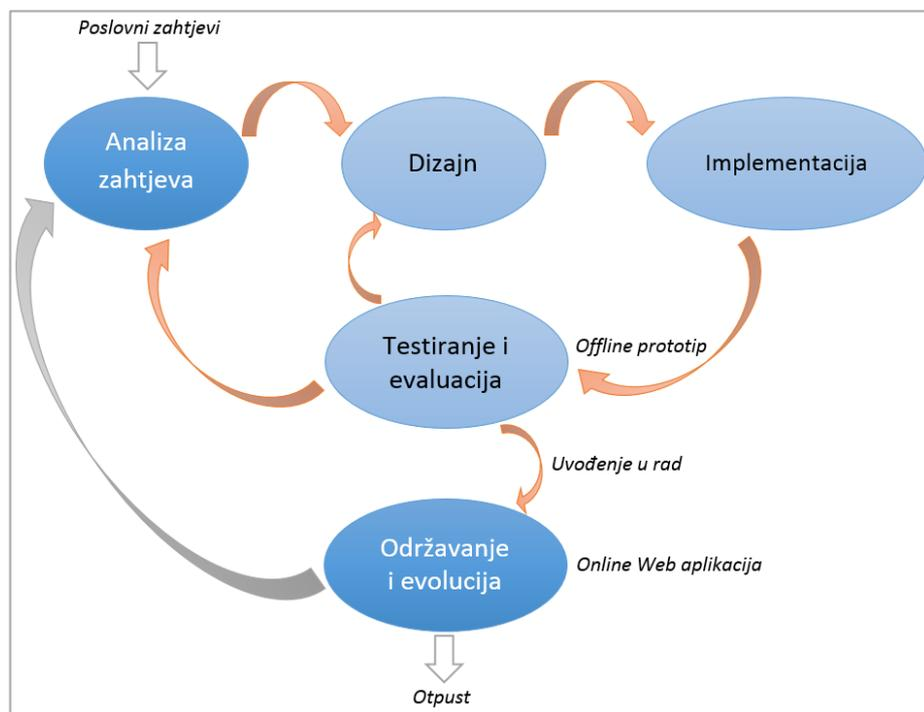 Poslovni zahtjevi
Analiza
zahtjeva
Dizajn
Implementacija
Testiranje i
evaluacija
Offline prototip
Uvođenje u rad
Održavanje
i evolucija
Online Web aplikacija
Otpust